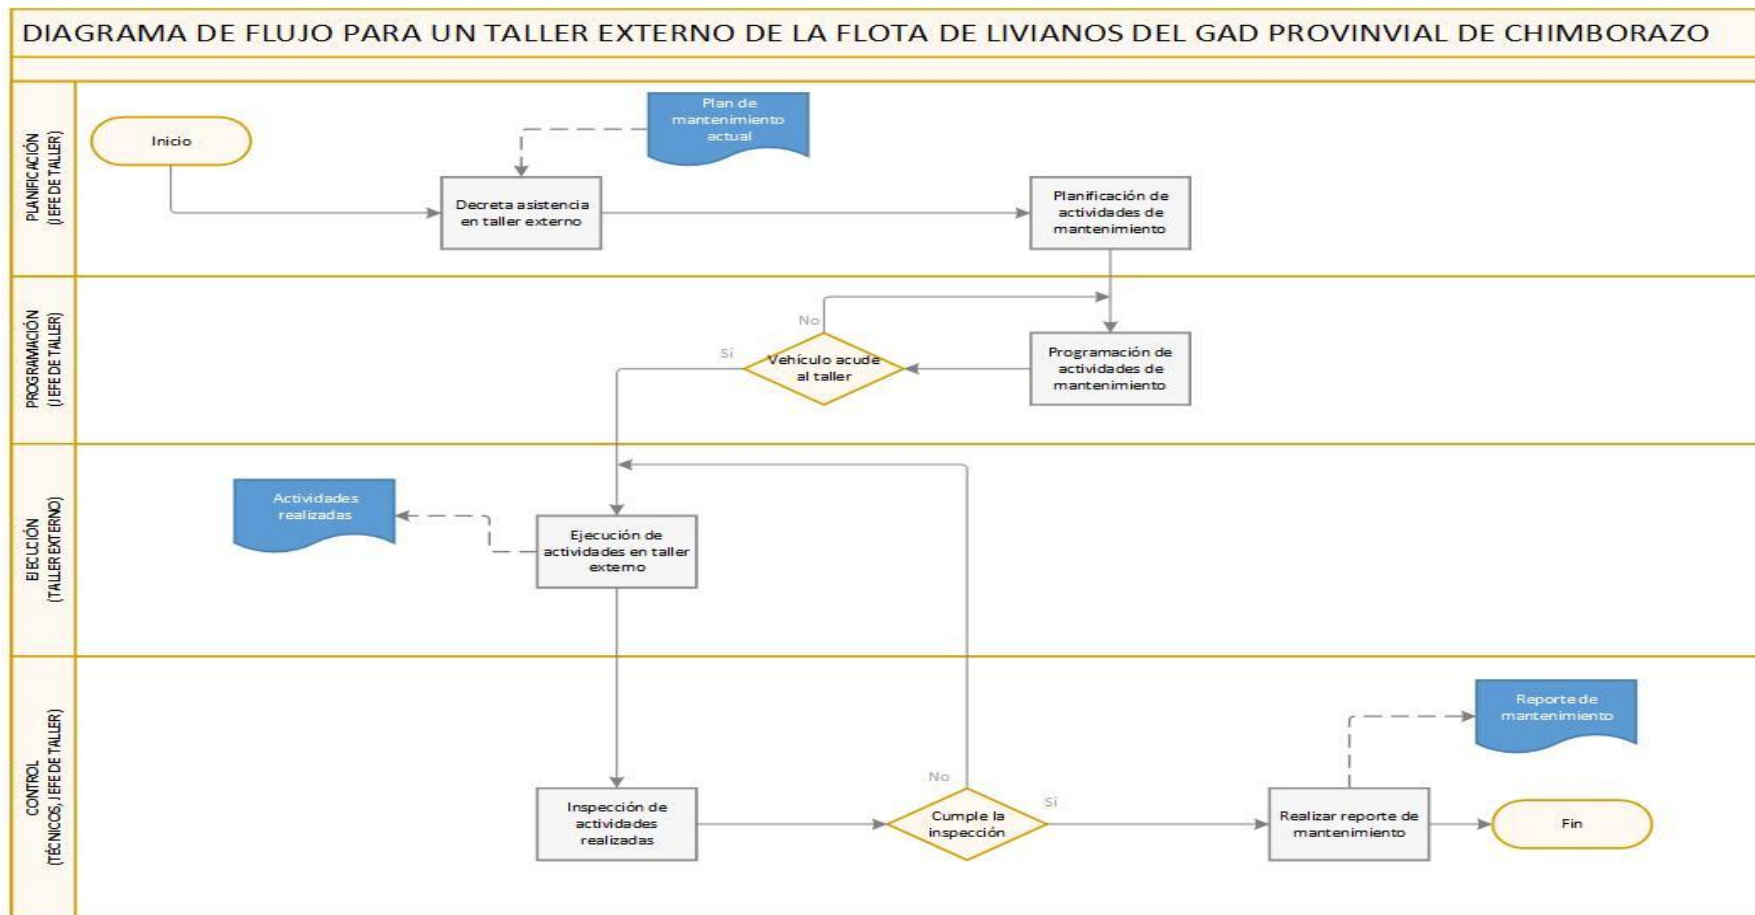 DIAGRAMA DE FLUJO PARA UN TALLER EXTERNO DE LA FLOTA DE LIVIANOS DEL GAD PROVINVIAL DE CHIMBORAZO
PLANIFICACIÓN
(JEFE DE TALLER)
Inicio
Plan de
mantenimiento
actual
Decreta asistencia
en taller externo
Planificación de
actividades de
mantenimiento
PROGRAMACIÓN
(JEFE DE TALLER)
No
Si
Vehículo acude
al taller
Programación de
actividades de
mantenimiento
EJECUCIÓN
(TALLER EXTERNO)
Actividades
realizadas
Ejecución de
actividades en taller
externo
CONTROL
(TÉCNICOS, JEFE DE TALLER)
Inspección de
actividades
realizadas
No
Si
Cumple la
inspección
Reporte de
mantenimiento
Realizar reporte de
mantenimiento
Fin